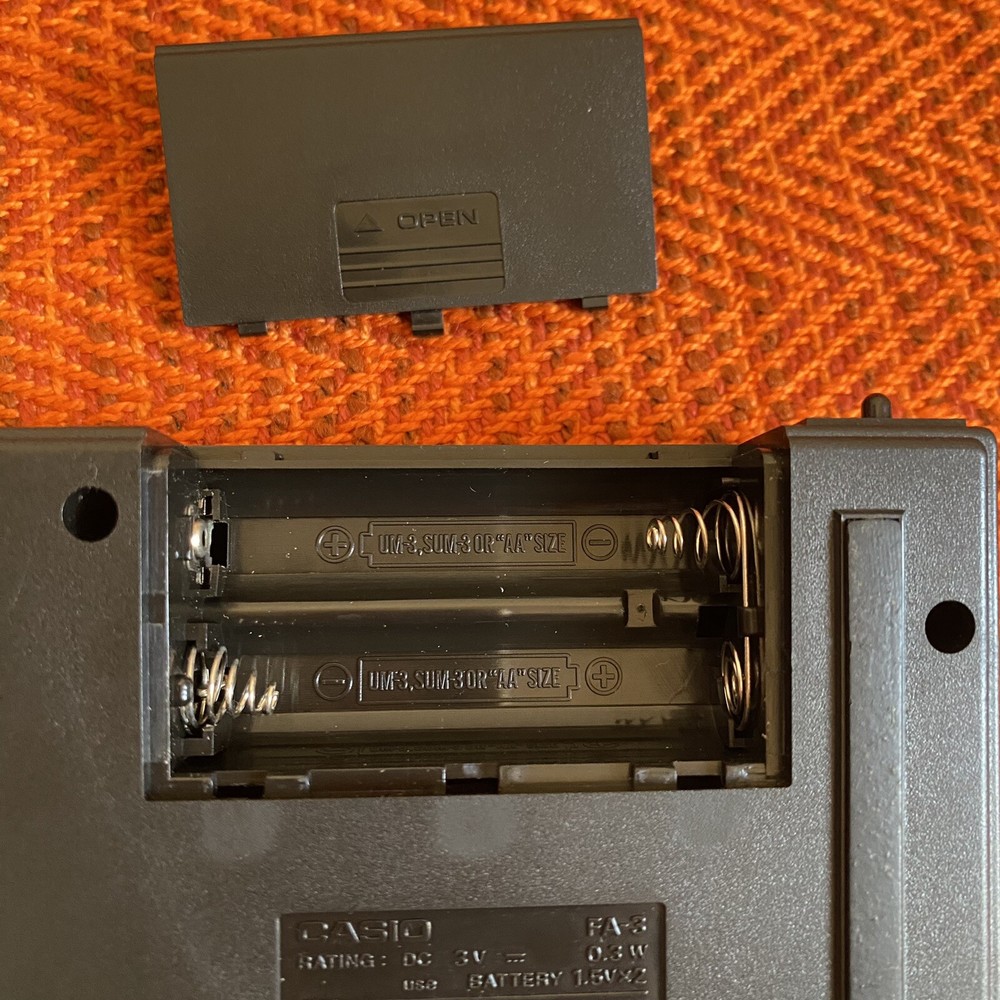 △ OPEN
⊕ UM-3, SUM-3 OR "AA" SIZE ⊖
⊖ UM-3, SUM-3 OR "AA" SIZE ⊕
CASIO FA-3
RATING: DC 3V ⎓ 0.3W
use BATTERY 1.5V×2